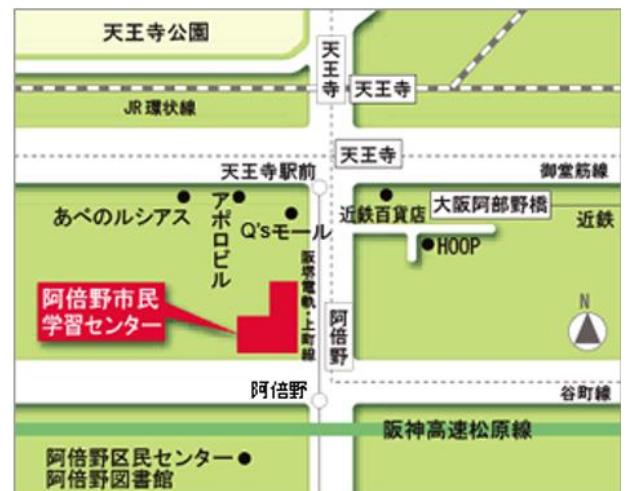 天王寺公園
天王寺
天王寺
JR環状線
天王寺
天王寺駅前
御堂筋線
あべのルシアス
アポロビル
Q'sモール
近鉄百貨店
大阪阿部野橋
近鉄
HOOP
阪堺電軌・上町線
阿倍野市民
学習センター
阿倍野
N
阿倍野
谷町線
阪神高速松原線
阿倍野区民センター
阿倍野図書館